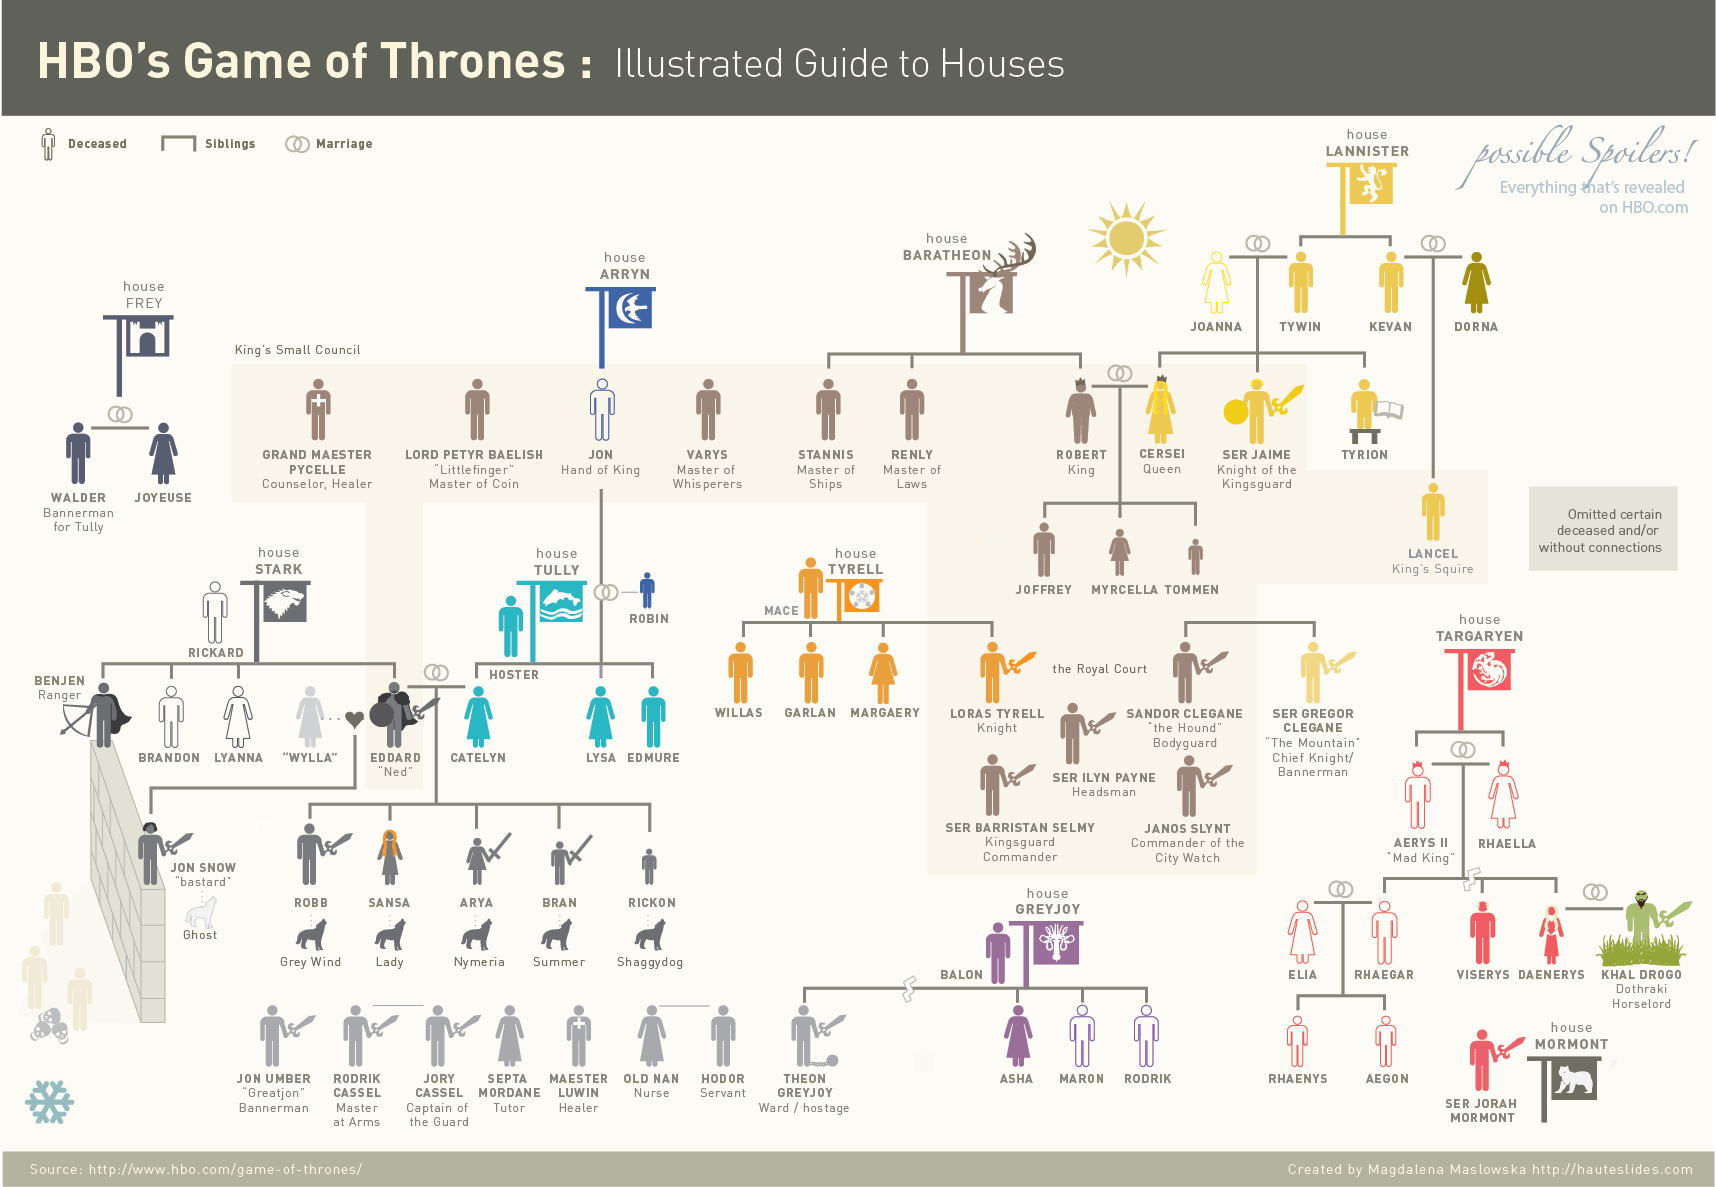 HBO's Game of Thrones : Illustrated Guide to Houses
Deceased
Siblings
Marriage
possible Spoilers!
Everything that's revealed
on HBO.com
house
LANNISTER
JOANNA
TYWIN
KEVAN
DORNA
house
BARATHEON
house
ARRYN
house
FREY
King's Small Council
WALDER
Bannerman
for Tully
JOYEUSE
GRAND MAESTER
PYCELLE
Counselor, Healer
LORD PETYR BAELISH
"Littlefinger"
Master of Coin
JON
Hand of King
VARYS
Master of
Whisperers
STANNIS
Master of
Ships
RENLY
Master of
Laws
ROBERT
King
CERSEI
Queen
SER JAIME
Knight of the
Kingsguard
TYRION
LANCEL
King's Squire
Omitted certain
deceased and/or
without connections
JOFFREY
MYRCELLA
TOMMEN
house
STARK
RICKARD
house
TULLY
HOSTER
ROBIN
house
TYRELL
MACE
BENJEN
Ranger
BRANDON
LYANNA
"WYLLA"
EDDARD
"Ned"
CATELYN
LYSA
EDMURE
WILLAS
GARLAN
MARGAERY
LORAS TYRELL
Knight
the Royal Court
SANDOR CLEGANE
"the Hound"
Bodyguard
SER GREGOR
CLEGANE
"The Mountain"
Chief Knight/
Bannerman
SER ILYN PAYNE
Headsman
SER BARRISTAN SELMY
Kingsguard
Commander
JANOS SLYNT
Commander of the
City Watch
house
TARGARYEN
AERYS II
"Mad King"
RHAELLA
JON SNOW
"bastard"
Ghost
ROBB
SANSA
ARYA
BRAN
RICKON
Grey Wind
Lady
Nymeria
Summer
Shaggydog
house
GREYJOY
BALON
ELIA
RHAEGAR
VISERYS
DAENERYS
KHAL DROGO
Dothraki
Horselord
JON UMBER
"Greatjon"
Bannerman
RODRIK
CASSEL
Master
at Arms
JORY
CASSEL
Captain of
the Guard
SEPTA
MORDANE
Tutor
MAESTER
LUWIN
Healer
OLD NAN
Nurse
HODOR
Servant
THEON
GREYJOY
Ward / hostage
ASHA
MARON
RODRIK
RHAENYS
AEGON
SER JORAH
MORMONT
house
MORMONT
Source: http://www.hbo.com/game-of-thrones/
Created by Magdalena Maslowska http://hauteslides.com